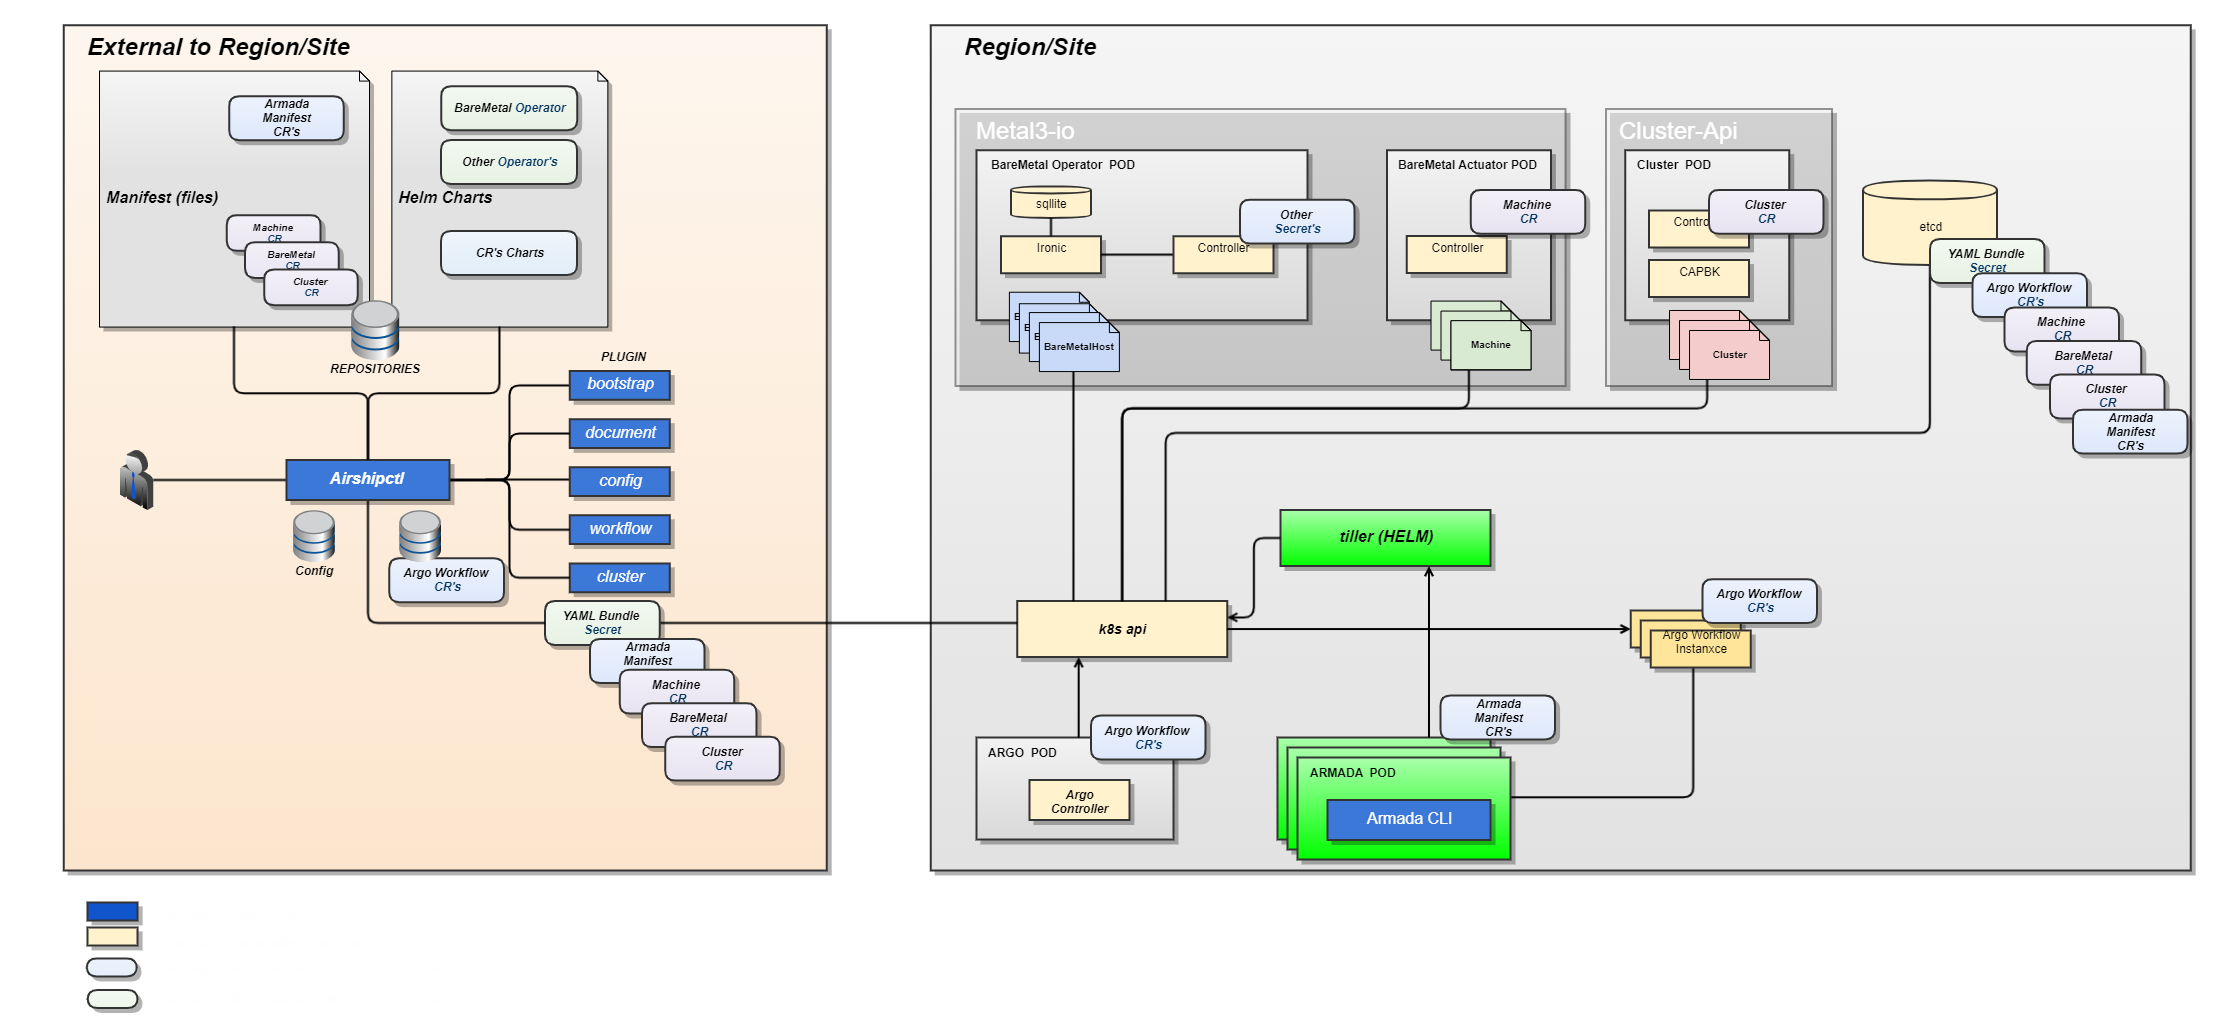 External to Region/Site
Armada
Manifest
CR's
Manifest (files)
Machine
CR
BareMetal
CR
Cluster
CR
BareMetal Operator
Other Operator's
Helm Charts
CR's Charts
REPOSITORIES
PLUGIN
bootstrap
document
config
workflow
cluster
Airshipctl
Config
Argo Workflow
CR's
YAML Bundle
Secret
Armada
Manifest
Machine
CR
BareMetal
CR
Cluster
CR
Region/Site
Metal3-io
BareMetal Operator POD
sqllite
Ironic
Controller
Other
Secret's
BareMetalHost
BareMetal Actuator POD
Machine
CR
Controller
Machine
Cluster-Api
Cluster POD
Contro
Cluster
CR
CAPBK
Cluster
etcd
YAML Bundle
Secret
Argo Workflow
CR's
Machine
CR
BareMetal
CR
Cluster
CR
Armada
Manifest
CR's
tiller (HELM)
k8s api
Argo Workflow
CR's
Argo Workflow
Instanxce
ARGO POD
Argo Workflow
CR's
Argo
Controller
Armada
Manifest
CR's
ARMADA POD
Armada CLI